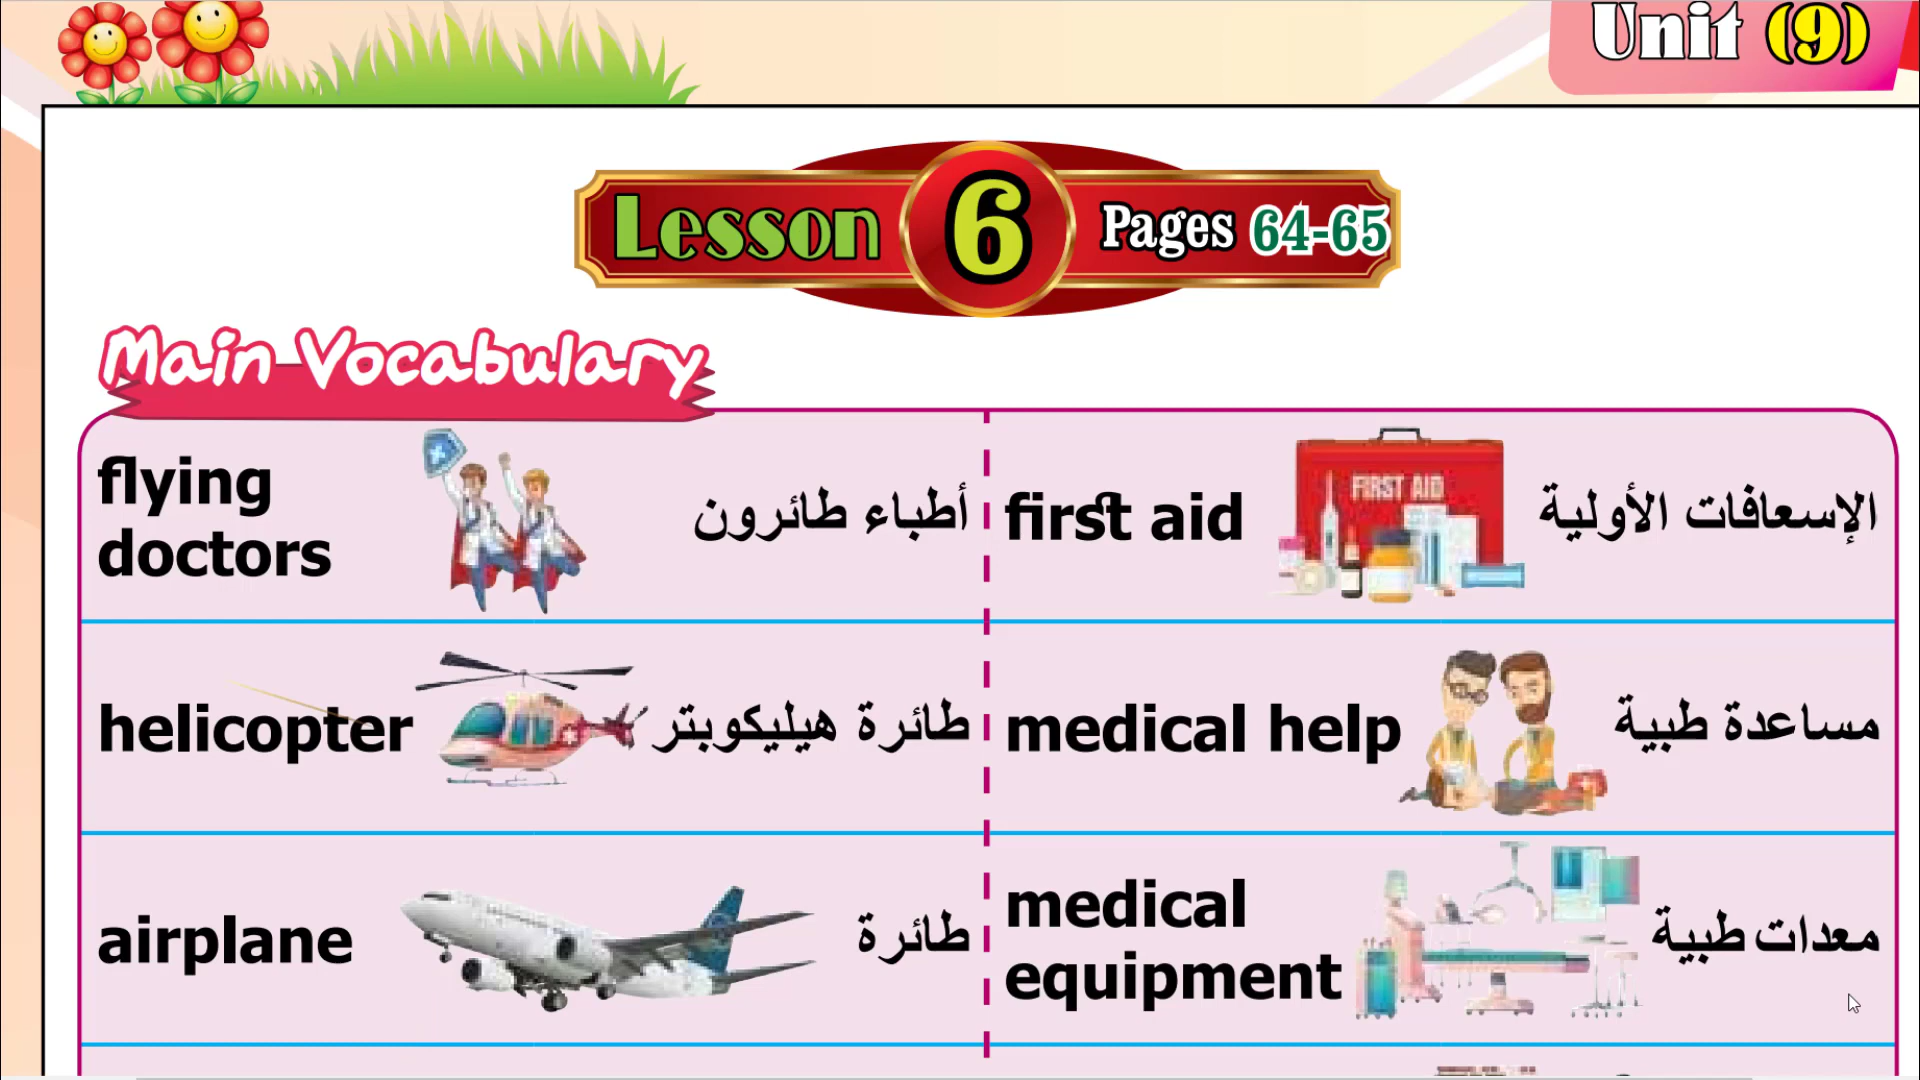 Unit (9)
Lesson 6 Pages 64-65
Main Vocabulary
flying
doctors
أطباء طائرون
first aid
FIRST AID
الإسعافات الأولية
helicopter
طائرة هيليكوبتر
medical help
مساعدة طبية
airplane
طائرة
medical
equipment
معدات طبية